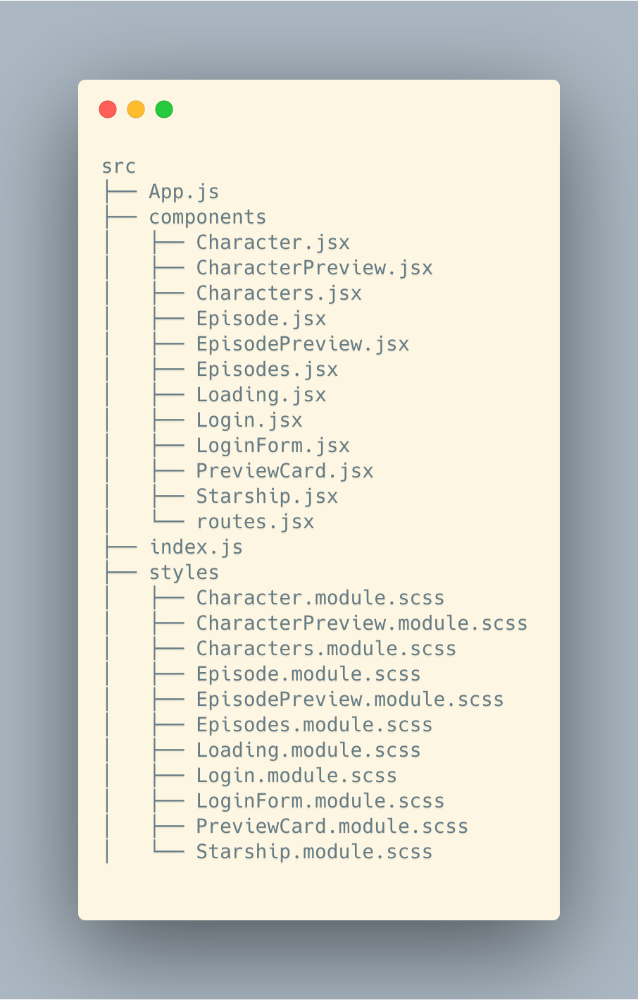 src
├── App.js
├── components
│   ├── Character.jsx
│   ├── CharacterPreview.jsx
│   ├── Characters.jsx
│   ├── Episode.jsx
│   ├── EpisodePreview.jsx
│   ├── Episodes.jsx
│   ├── Loading.jsx
│   ├── Login.jsx
│   ├── LoginForm.jsx
│   ├── PreviewCard.jsx
│   ├── Starship.jsx
│   └── routes.jsx
├── index.js
├── styles
│   ├── Character.module.scss
│   ├── CharacterPreview.module.scss
│   ├── Characters.module.scss
│   ├── Episode.module.scss
│   ├── EpisodePreview.module.scss
│   ├── Episodes.module.scss
│   ├── Loading.module.scss
│   ├── Login.module.scss
│   ├── LoginForm.module.scss
│   ├── PreviewCard.module.scss
│   └── Starship.module.scss